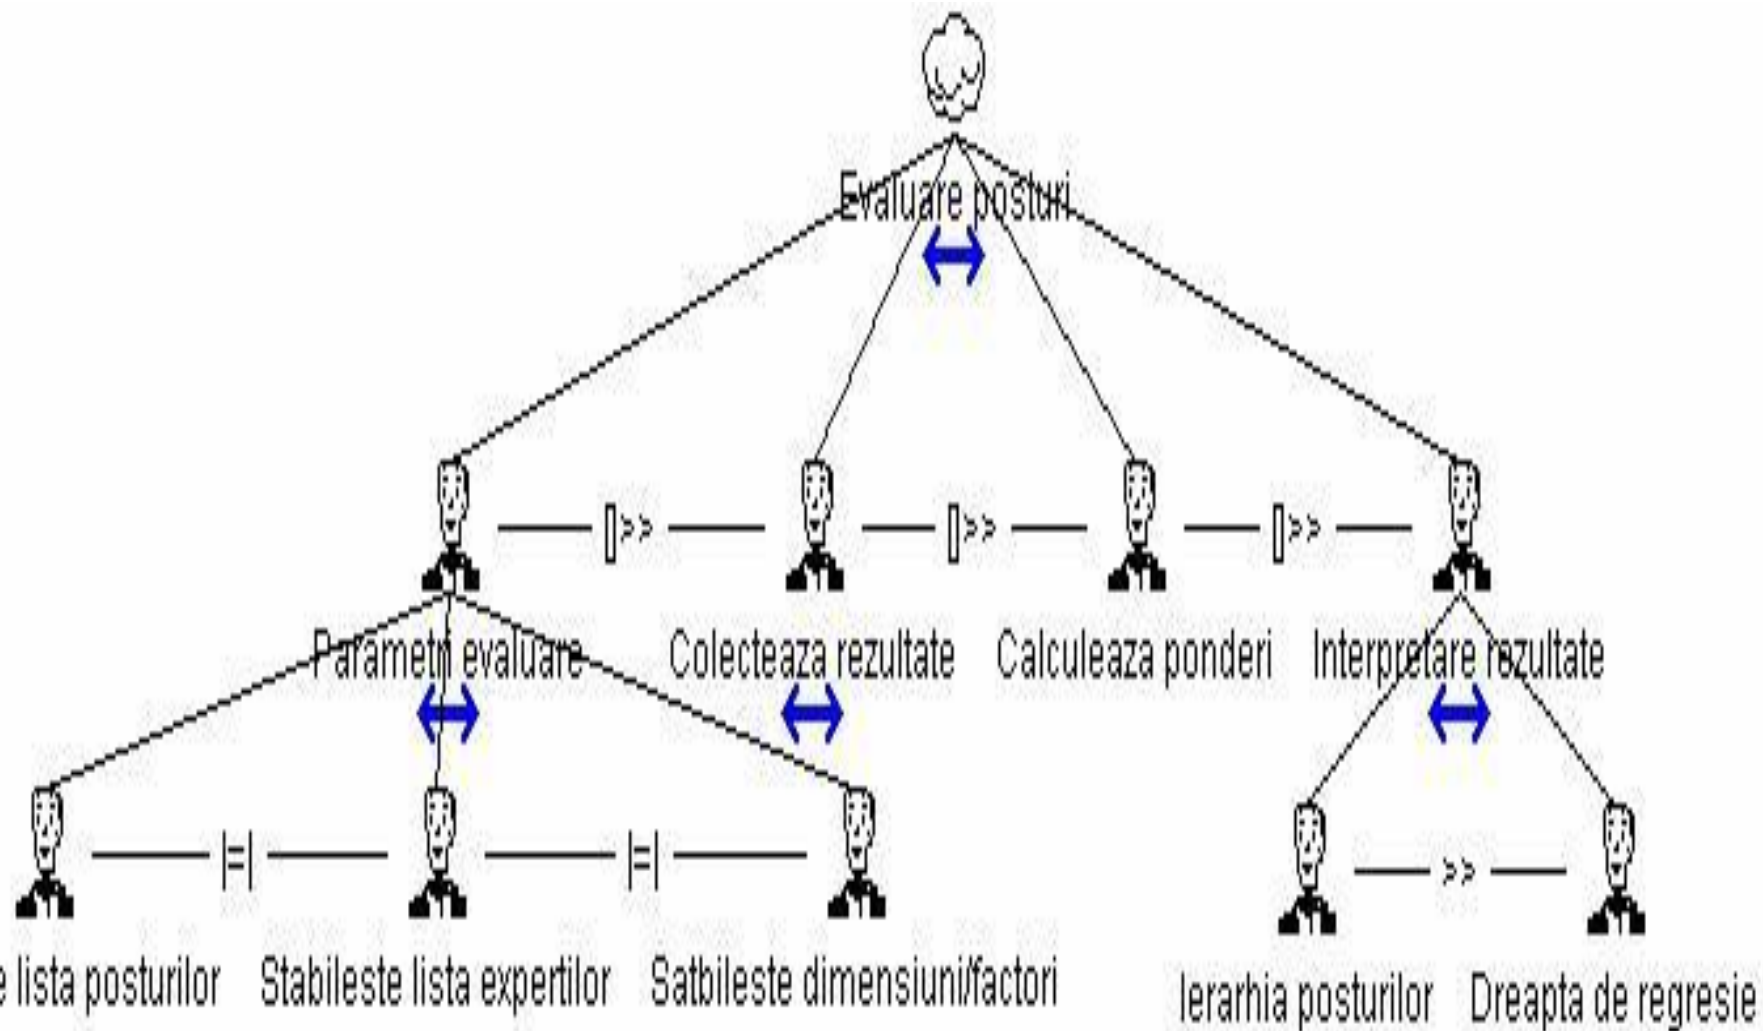 Evaluare posturi
[]>> []>> []>>
Parametri evaluare Colecteaza rezultate Calculeaza ponderi Interpretare rezultate
|=| |=| >>
e lista posturilor Stabileste lista expertilor Satbileste dimensiuni/factori Ierarhia posturilor Dreapta de regresie